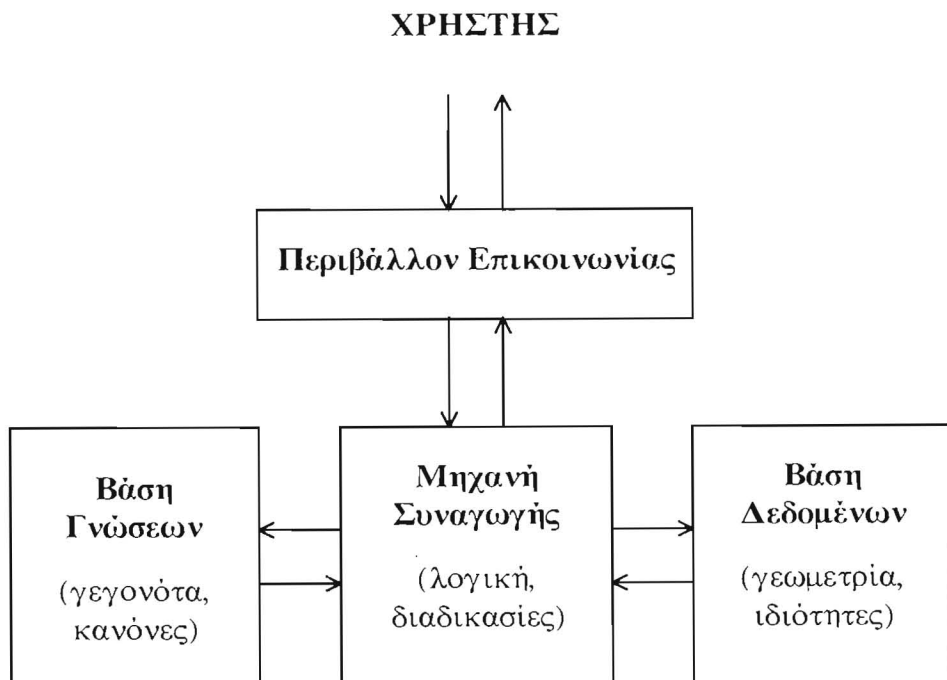 ΧΡΗΣΤΗΣ
Περιβάλλον Επικοινωνίας
Βάση
Γνώσεων
(γεγονότα,
κανόνες)
Μηχανή
Συναγωγής
(λογική,
διαδικασίες)
Βάση
Δεδομένων
(γεωμετρία,
ιδιότητες)